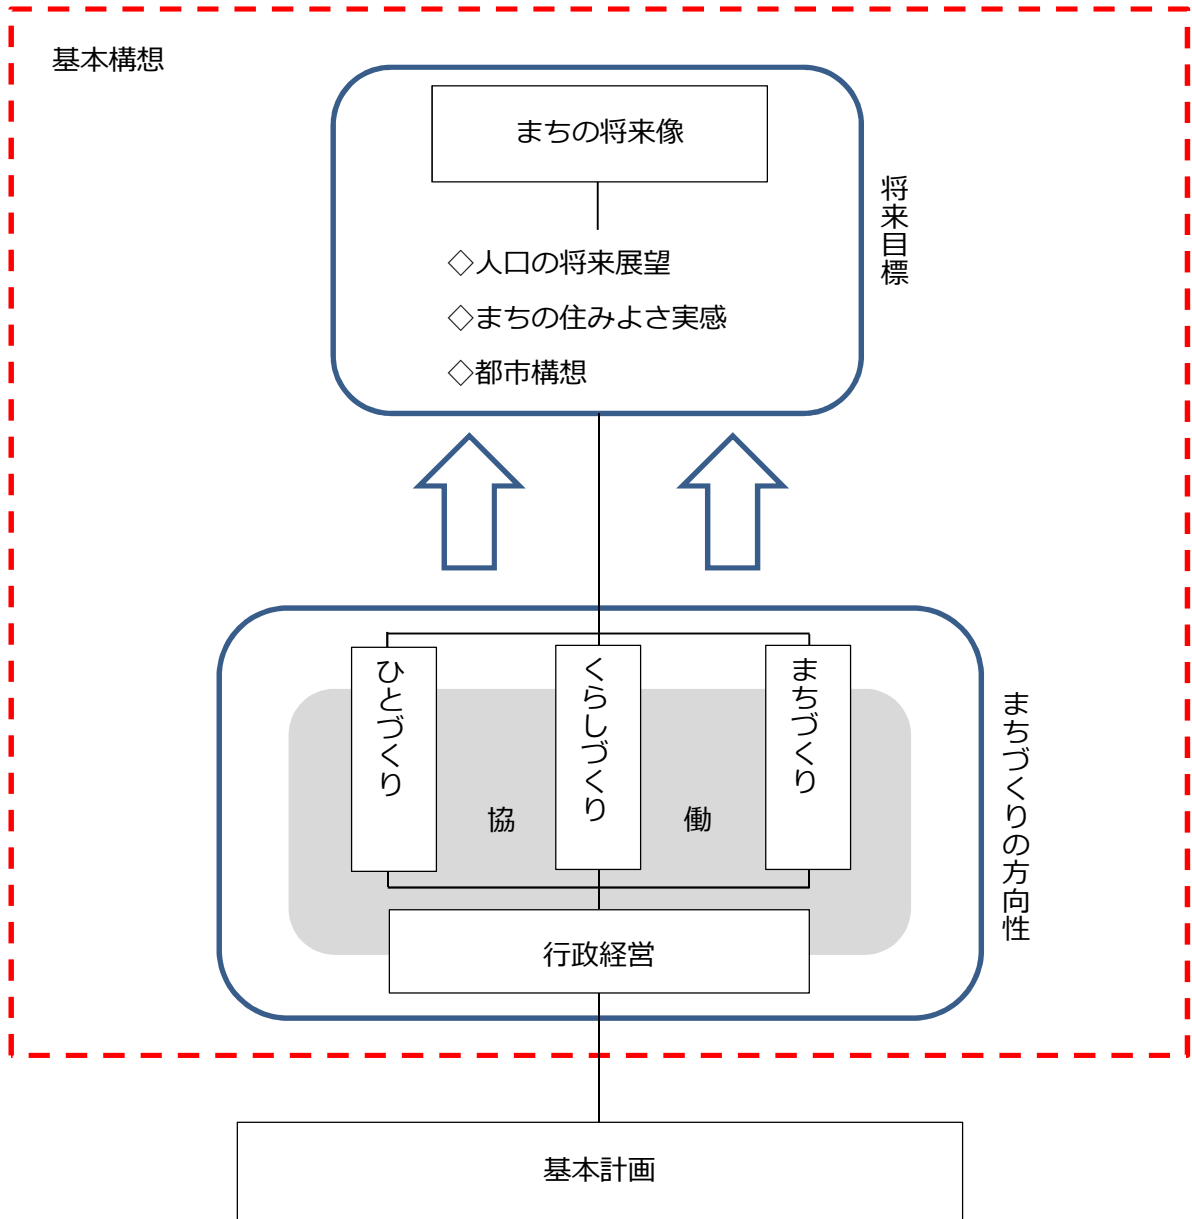 基本構想
まちの将来像
◇人口の将来展望
◇まちの住みよさ実感
◇都市構想
将来目標
ひとづくり
くらしづくり
まちづくり
協 働
行政経営
まちづくりの方向性
基本計画